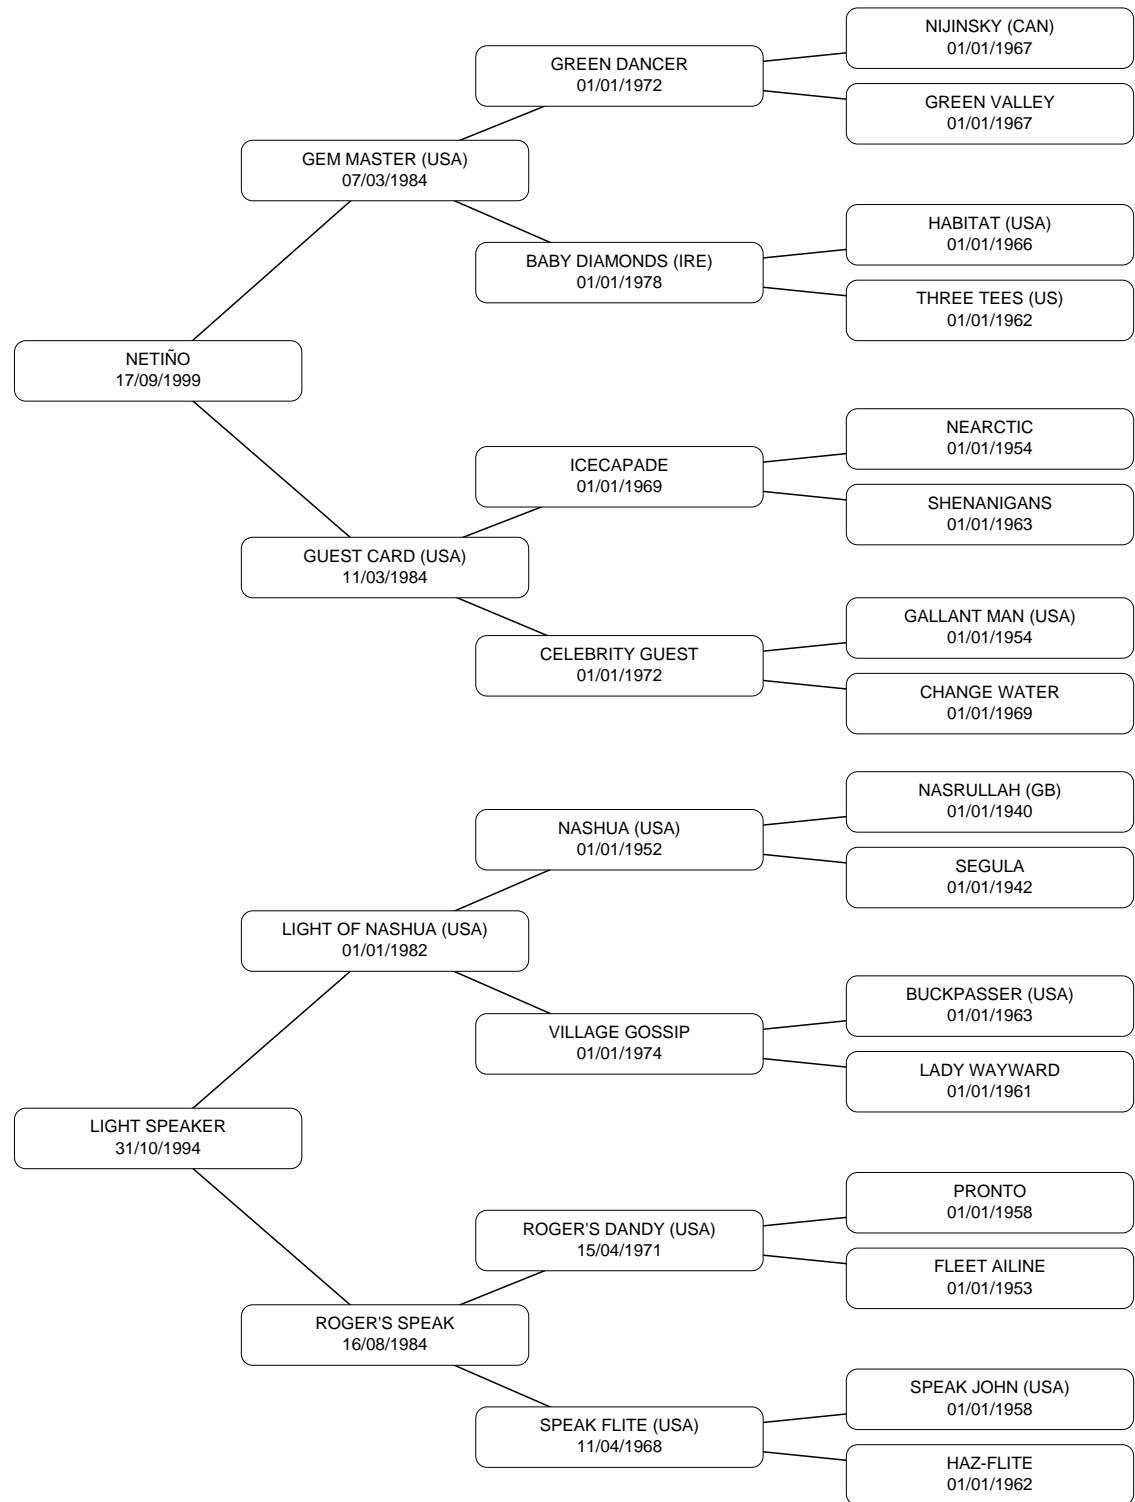 NIJINSKY (CAN)
01/01/1967
GREEN DANCER
01/01/1972
GREEN VALLEY
01/01/1967
GEM MASTER (USA)
07/03/1984
HABITAT (USA)
01/01/1966
BABY DIAMONDS (IRE)
01/01/1978
THREE TEES (US)
01/01/1962
NETIÑO
17/09/1999
NEARCTIC
01/01/1954
ICECAPADE
01/01/1969
SHENANIGANS
01/01/1963
GUEST CARD (USA)
11/03/1984
GALLANT MAN (USA)
01/01/1954
CELEBRITY GUEST
01/01/1972
CHANGE WATER
01/01/1969
NASRULLAH (GB)
01/01/1940
NASHUA (USA)
01/01/1952
SEGULA
01/01/1942
LIGHT OF NASHUA (USA)
01/01/1982
BUCKPASSER (USA)
01/01/1963
VILLAGE GOSSIP
01/01/1974
LADY WAYWARD
01/01/1961
LIGHT SPEAKER
31/10/1994
PRONTO
01/01/1958
ROGER'S DANDY (USA)
15/04/1971
FLEET AILINE
01/01/1953
ROGER'S SPEAK
16/08/1984
SPEAK JOHN (USA)
01/01/1958
SPEAK FLITE (USA)
11/04/1968
HAZ-FLITE
01/01/1962